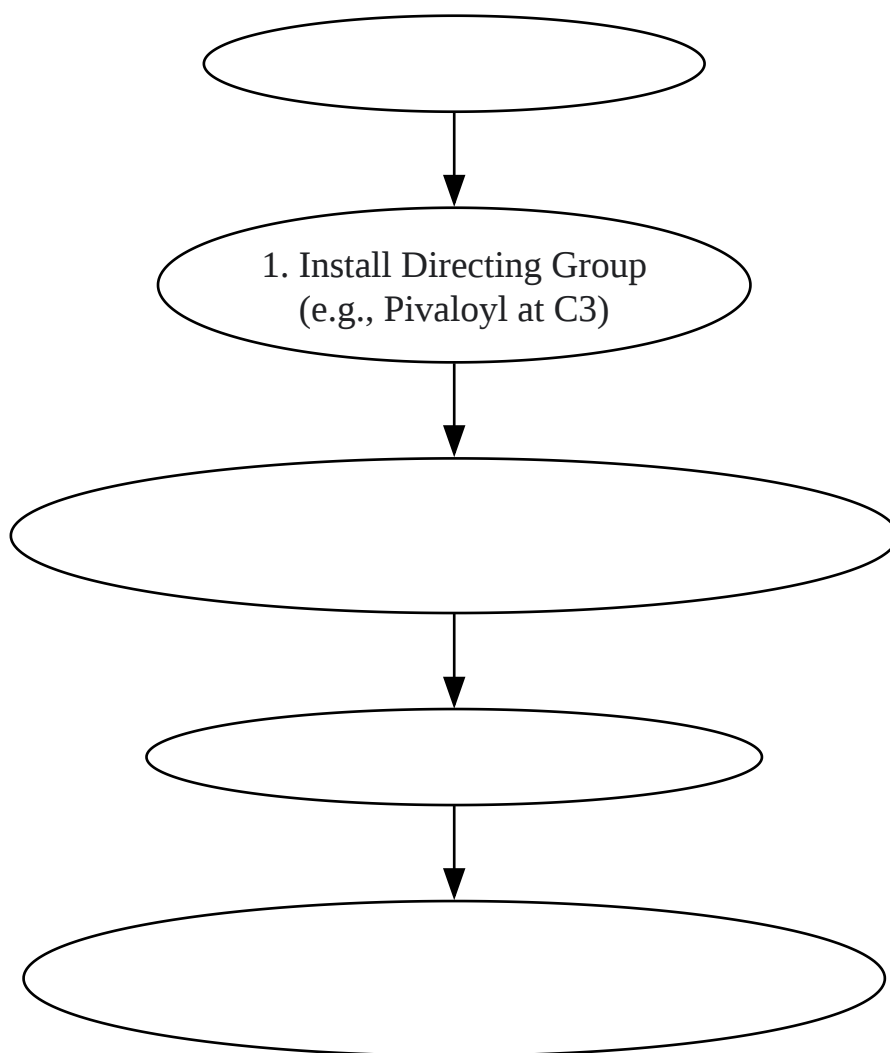 1. Install Directing Group
(e.g., Pivaloyl at C3)